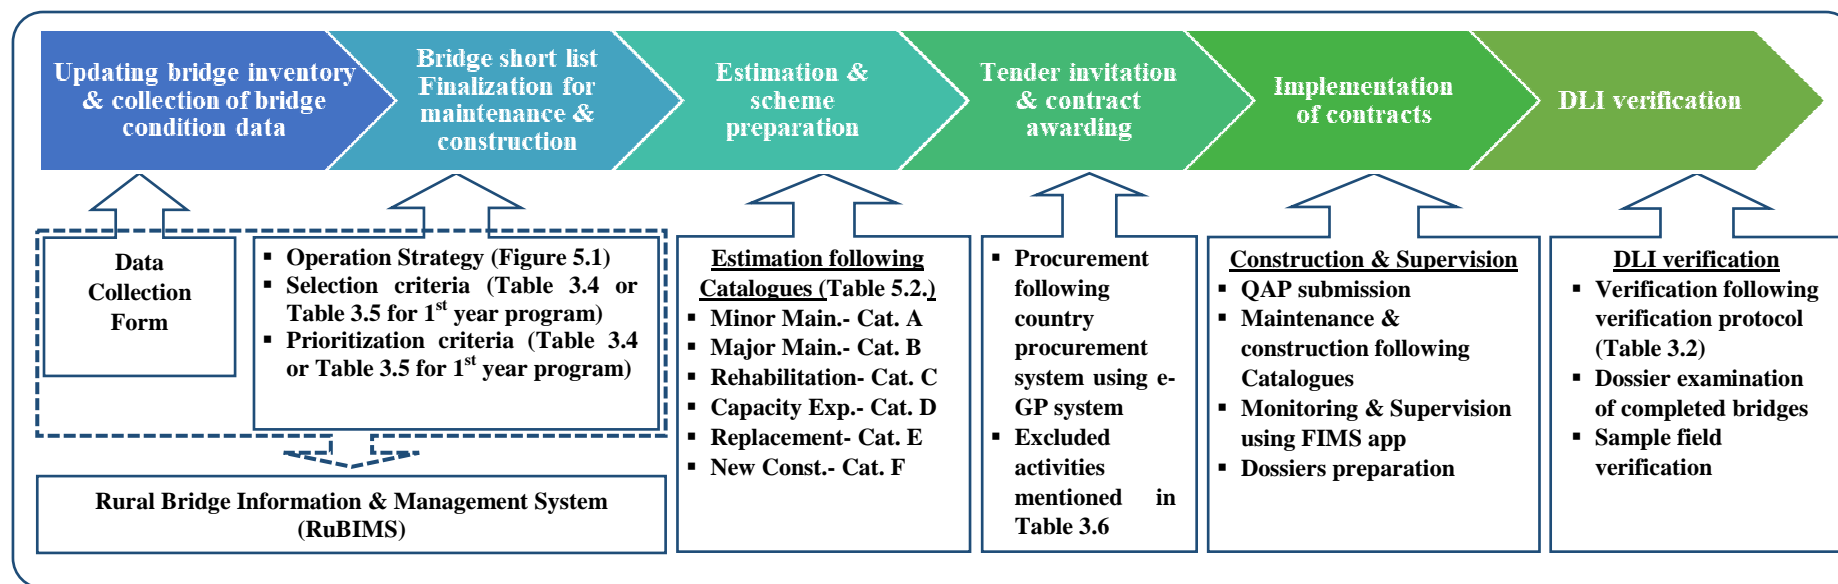 Updating bridge inventory
& collection of bridge
condition data
Bridge short list
Finalization for
maintenance &
construction
Estimation &
scheme
preparation
Tender invitation
& contract
awarding
Implementation
of contracts
DLI verification
Data
Collection
Form
▪ Operation Strategy (Figure 5.1)
▪ Selection criteria (Table 3.4 or
Table 3.5 for 1st year program)
▪ Prioritization criteria (Table 3.4
or Table 3.5 for 1st year program)
Rural Bridge Information & Management System
(RuBIMS)
Estimation following
Catalogues (Table 5.2.)
▪ Minor Main.- Cat. A
▪ Major Main.- Cat. B
▪ Rehabilitation- Cat. C
▪ Capacity Exp.- Cat. D
▪ Replacement- Cat. E
▪ New Const.- Cat. F
▪ Procurement
following
country
procurement
system using e-
GP system
▪ Excluded
activities
mentioned in
Table 3.6
Construction & Supervision
▪ QAP submission
▪ Maintenance &
construction following
Catalogues
▪ Monitoring & Supervision
using FIMS app
▪ Dossiers preparation
DLI verification
▪ Verification following
verification protocol
(Table 3.2)
▪ Dossier examination
of completed bridges
▪ Sample field
verification